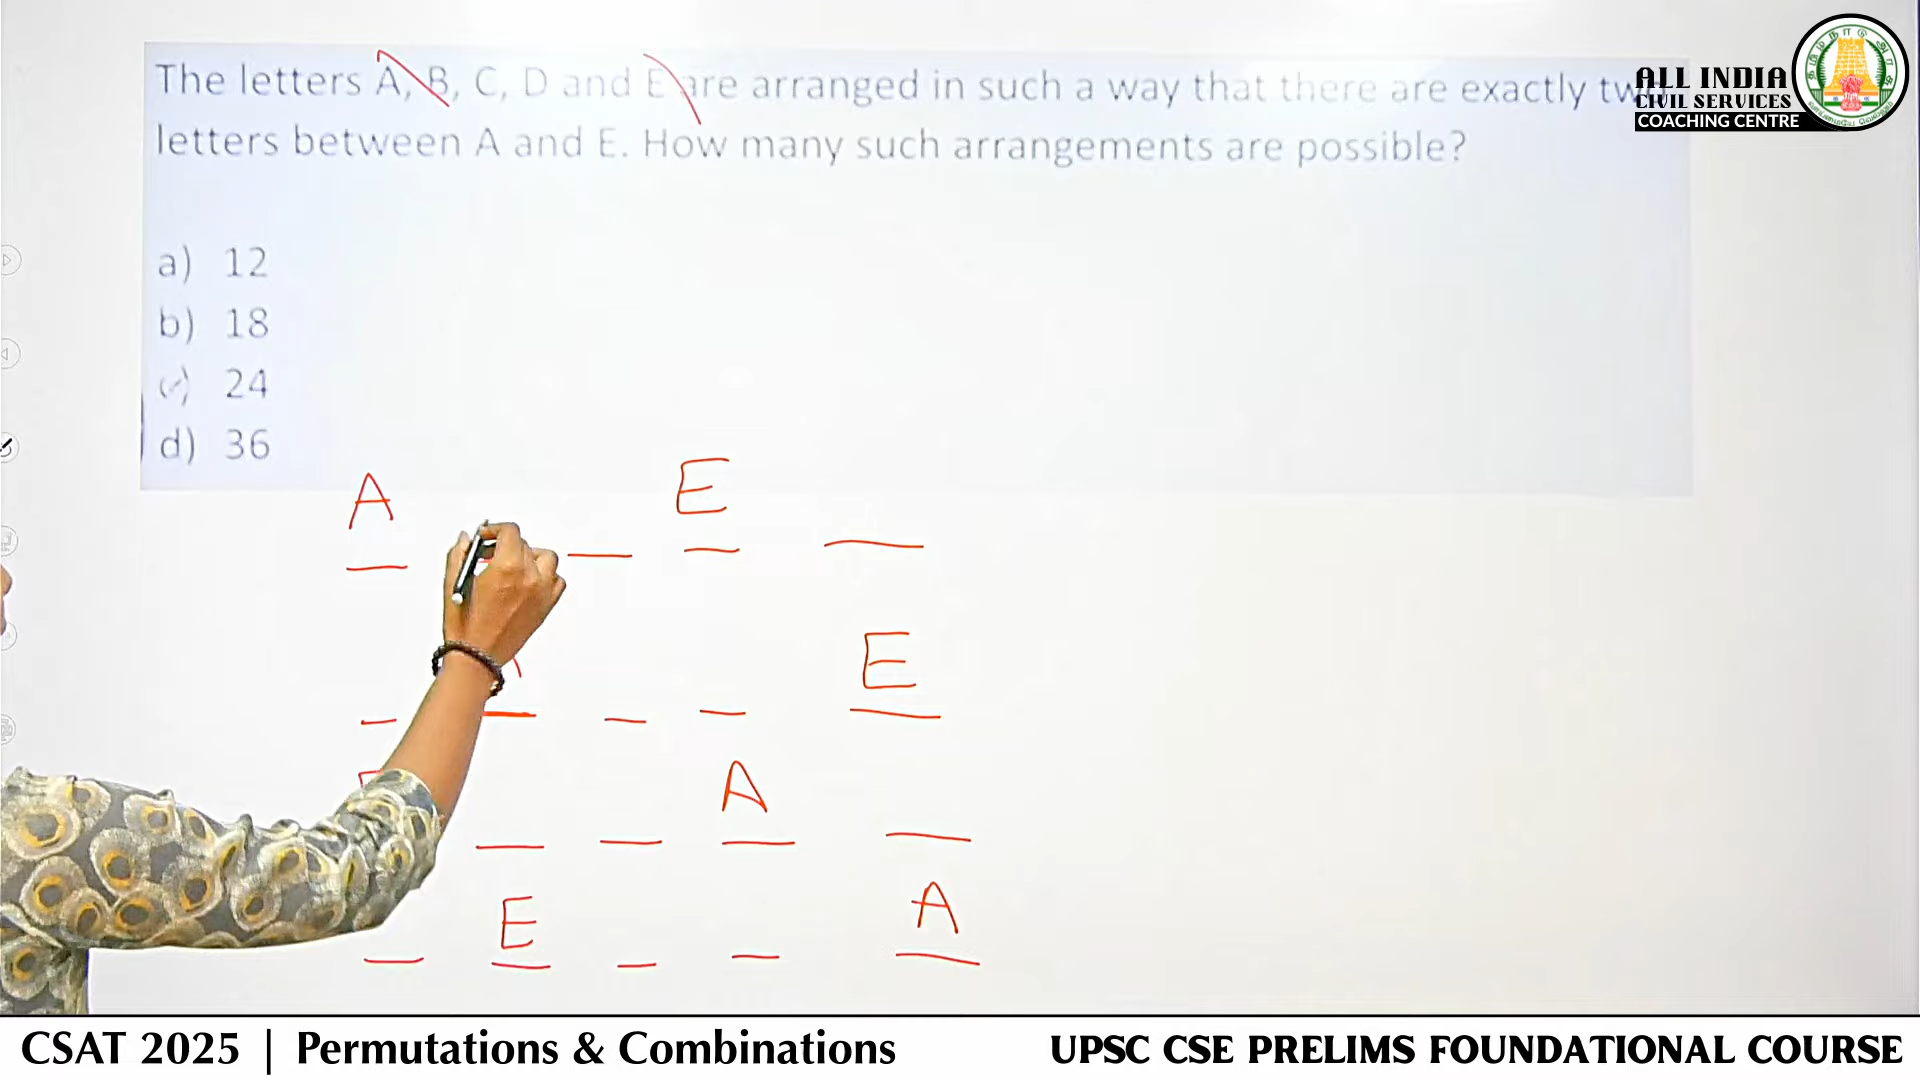 The letters A, B, C, D and E are arranged in such a way that there are exactly
letters between A and E. How many such arrangements are possible?
a) 12
b) 18
24
d) 36
A E
E
A
E A
ALL INDIA
CIVIL SERVICES
COACHING CENTRE
CSAT 2025 | Permutations & Combinations
UPSC CSE PRELIMS FOUNDATIONAL COURSE